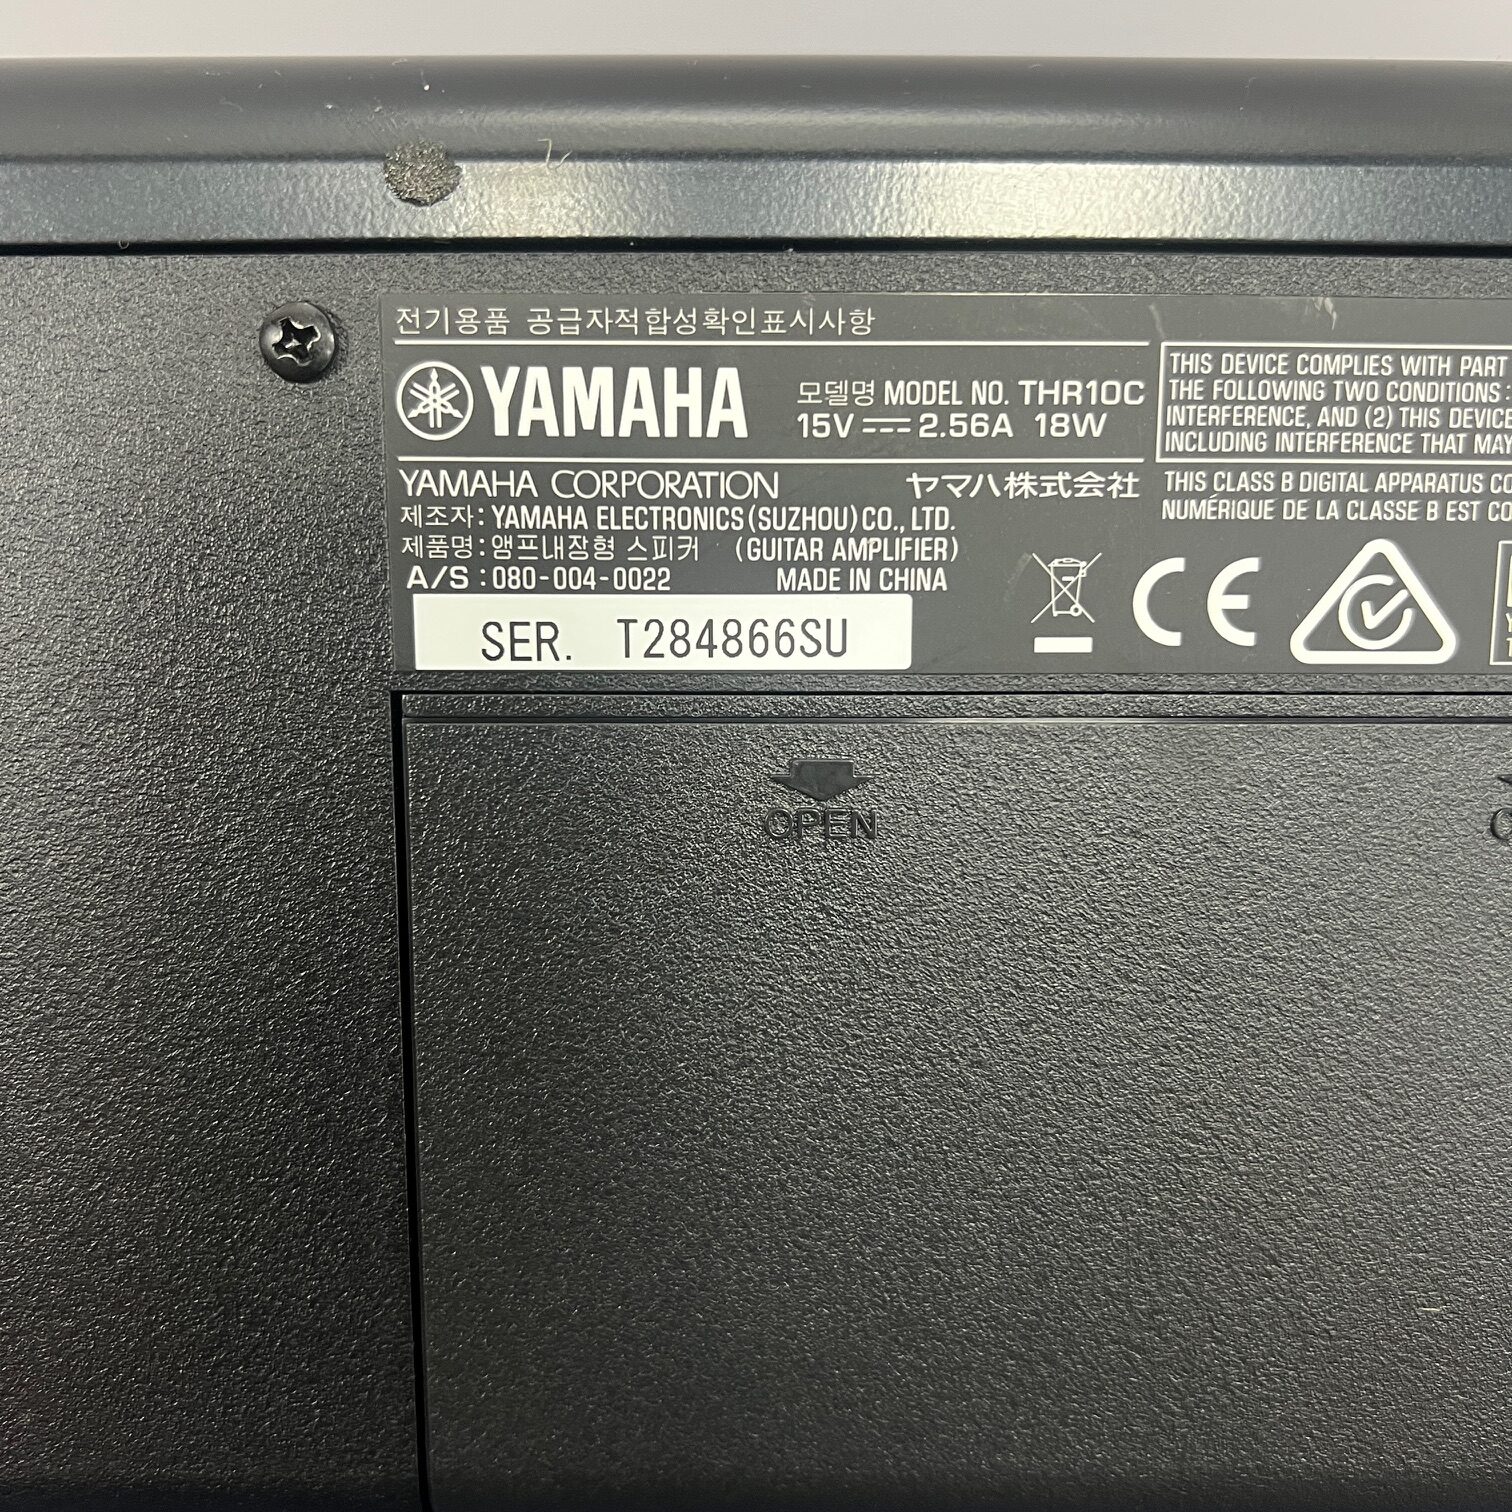 전기용품 공급자적합성확인표시사항
YAMAHA
모델명 MODEL NO. THR10C
15V 2.56A 18W
YAMAHA CORPORATION ヤマハ株式会社
제조자: YAMAHA ELECTRONICS(SUZHOU)CO.,LTD.
제품명: 앰프내장형 스피커 (GUITAR AMPLIFIER)
A/S : 080-004-0022 MADE IN CHINA
SER. T284866SU
THIS DEVICE COMPLIES WITH PART
THE FOLLOWING TWO CONDITIONS:
INTERFERENCE, AND (2) THIS DEVICE
INCLUDING INTERFERENCE THAT MAY
THIS CLASS B DIGITAL APPARATUS CO
NUMÉRIQUE DE LA CLASSE B EST CO
CE
OPEN